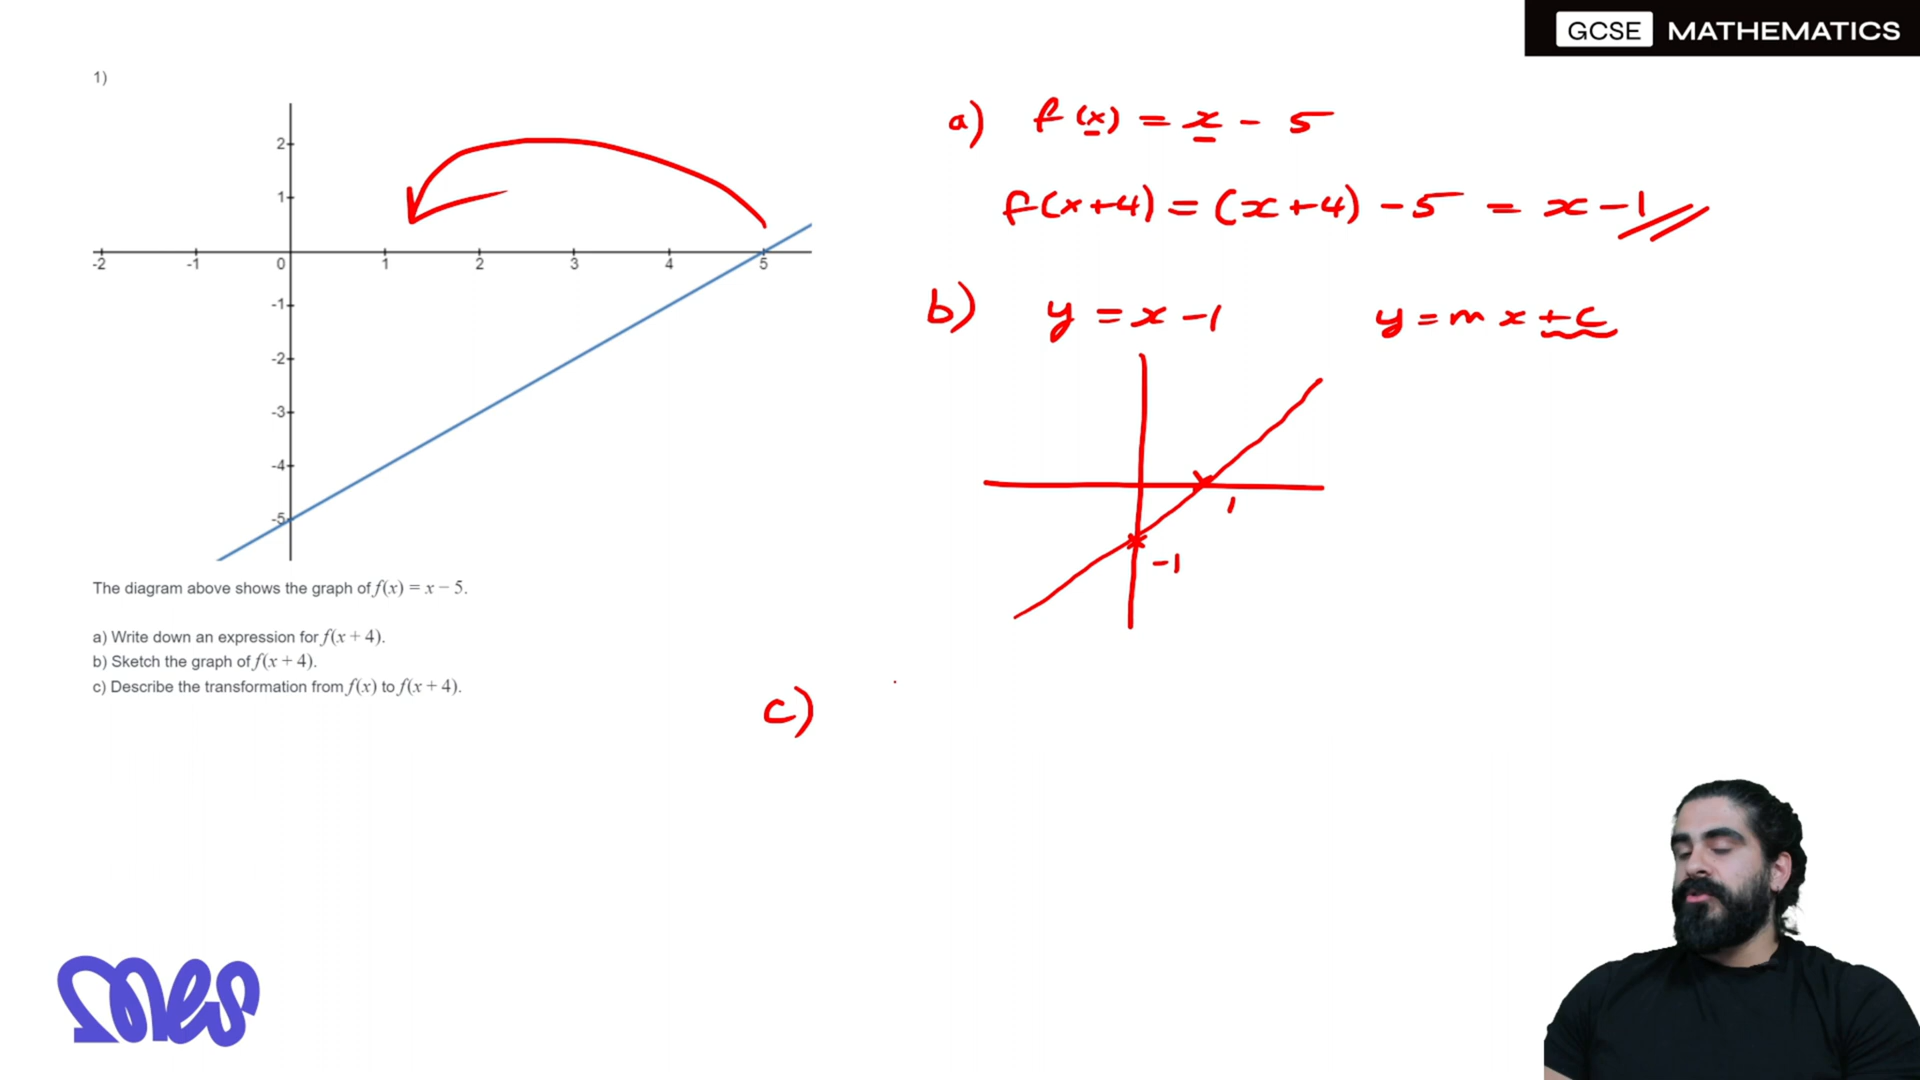 GCSE MATHEMATICS
1)
2
1
-2 -1 0 1 2 3 4 5
-1
-2
-3
-4
-5
The diagram above shows the graph of f(x) = x − 5.
a) Write down an expression for f(x + 4).
b) Sketch the graph of f(x + 4).
c) Describe the transformation from f(x) to f(x + 4).
a) f(x) = x - 5
f(x+4) = (x+4) - 5 = x - 1
b) y = x - 1 y = mx + c
1
-1
c)
mes